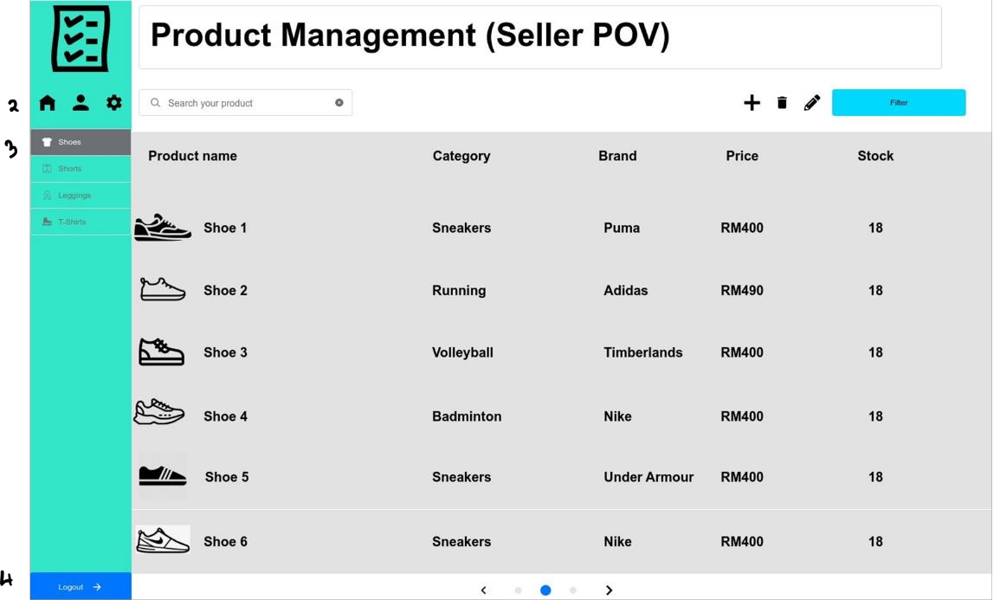 Product Management (Seller POV)
2
Search your product
Filter
3
Shoes
Shorts
Leggings
T-Shirts
Product name Category Brand Price Stock
Shoe 1 Sneakers Puma RM400 18
Shoe 2 Running Adidas RM490 18
Shoe 3 Volleyball Timberlands RM400 18
Shoe 4 Badminton Nike RM400 18
Shoe 5 Sneakers Under Armour RM400 18
Shoe 6 Sneakers Nike RM400 18
4
Logout